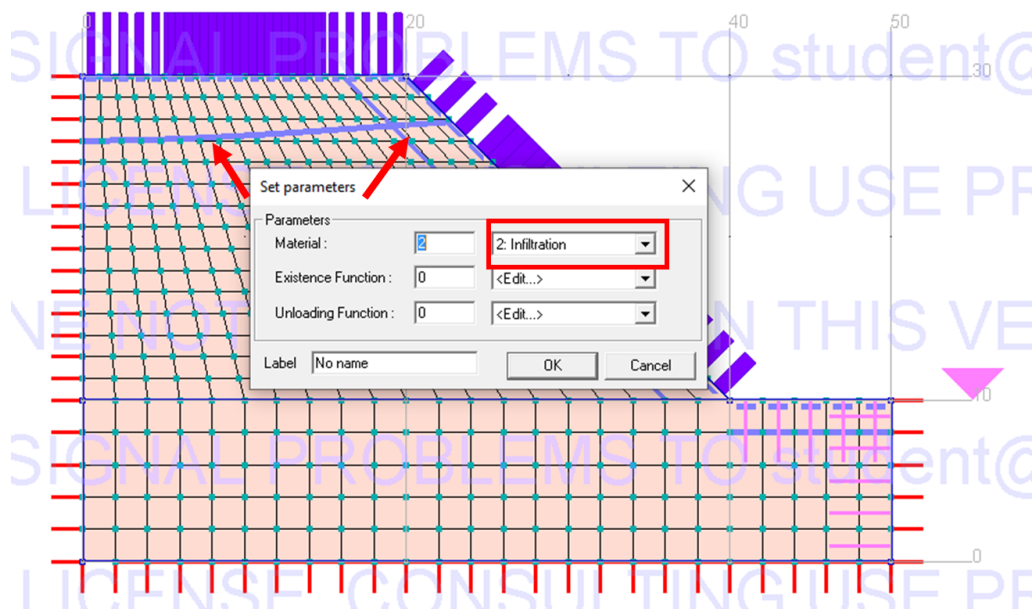 0 20 40 50
SIGNAL PROBLEMS TO student@
30
Set parameters
LICENSE
NG USE PR
Parameters
Material : 2 2: Infiltration
Existence Function : 0 <Edit...>
Unloading Function : 0 <Edit...>
NE NOT
N THIS VE
Label No name OK Cancel
10
SIGNAL PROBLEMS TO student@
0
LICENSE CONSULTING USE PR